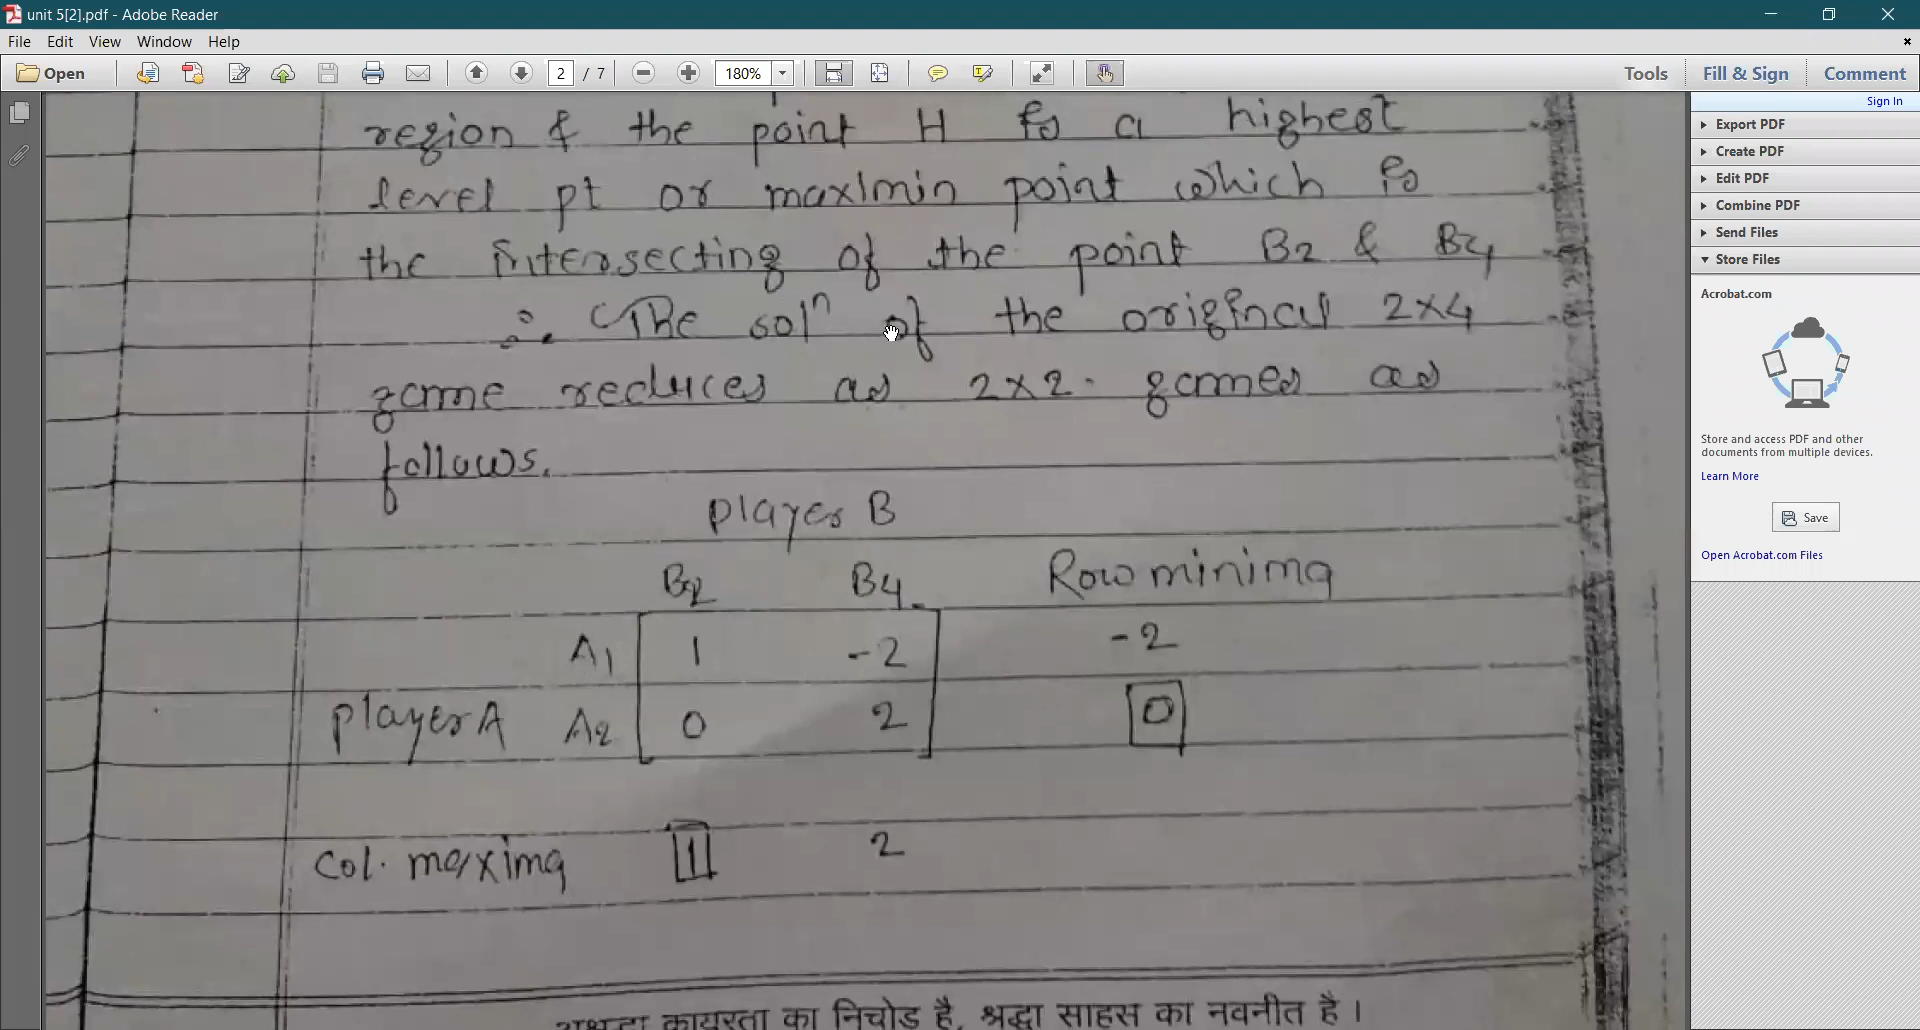 unit 5[2].pdf - Adobe Reader
File Edit View Window Help
Open 2 / 7 180% Tools Fill & Sign Comment
Sign In
Export PDF
Create PDF
Edit PDF
Combine PDF
Send Files
Store Files
Acrobat.com
Store and access PDF and other
documents from multiple devices.
Learn More
Save
Open Acrobat.com Files
region & the point H is a highest
level pt or maximin point which is
the intersecting of the point B2 & B4
∴ The solⁿ of the original 2×4
game reduces as 2×2 games as
follows.
player B
B2 B4 Row minima
A1 1 -2 -2
player A A2 0 2 0
Col. maxima 1 2
कायरता का निचोड है, श्रद्धा साहस का नवनीत है ।